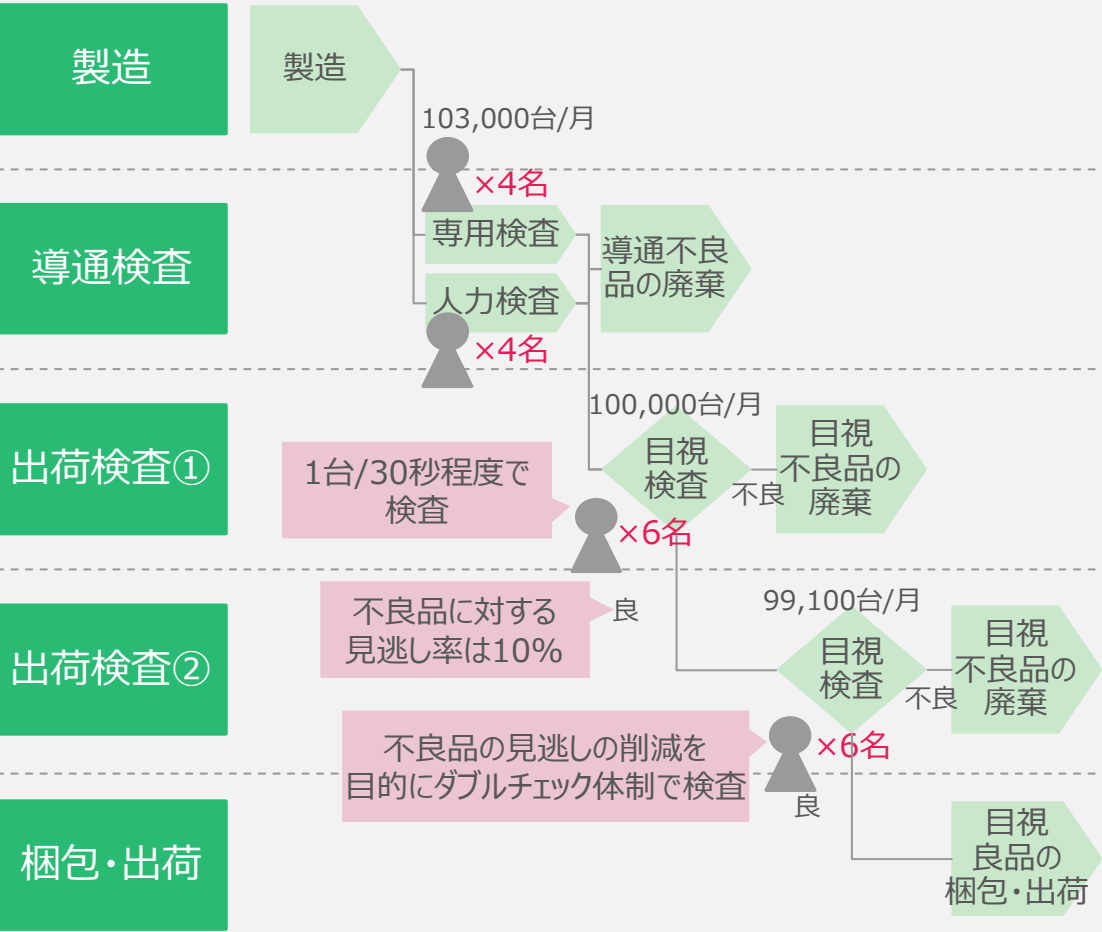 製造
製造
103,000台/月
×4名
導通検査
専用検査
導通不良
品の廃棄
人力検査
×4名
100,000台/月
出荷検査①
1台/30秒程度で
検査
目視
検査
不良
目視
不良品の
廃棄
×6名
不良品に対する
見逃し率は10%
良
99,100台/月
出荷検査②
目視
検査
不良
目視
不良品の
廃棄
不良品の見逃しの削減を
目的にダブルチェック体制で検査
×6名
良
梱包・出荷
目視
良品の
梱包・出荷